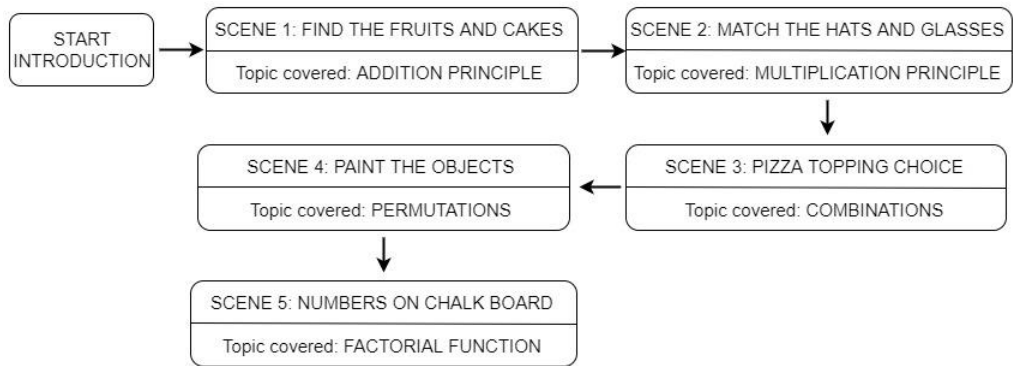 START
INTRODUCTION
SCENE 1: FIND THE FRUITS AND CAKES
Topic covered: ADDITION PRINCIPLE
SCENE 2: MATCH THE HATS AND GLASSES
Topic covered: MULTIPLICATION PRINCIPLE
SCENE 3: PIZZA TOPPING CHOICE
Topic covered: COMBINATIONS
SCENE 4: PAINT THE OBJECTS
Topic covered: PERMUTATIONS
SCENE 5: NUMBERS ON CHALK BOARD
Topic covered: FACTORIAL FUNCTION